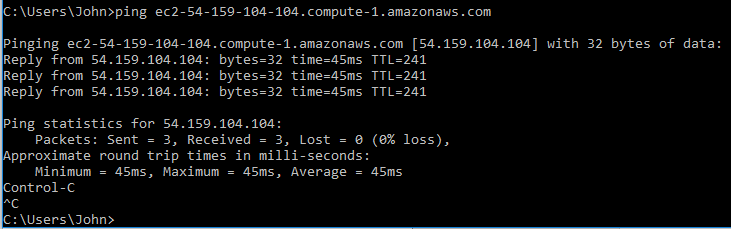 C:\Users\John>ping ec2-54-159-104-104.compute-1.amazonaws.com
Pinging ec2-54-159-104-104.compute-1.amazonaws.com [54.159.104.104] with 32 bytes of data:
Reply from 54.159.104.104: bytes=32 time=45ms TTL=241
Reply from 54.159.104.104: bytes=32 time=45ms TTL=241
Reply from 54.159.104.104: bytes=32 time=45ms TTL=241
Ping statistics for 54.159.104.104:
    Packets: Sent = 3, Received = 3, Lost = 0 (0% loss),
Approximate round trip times in milli-seconds:
    Minimum = 45ms, Maximum = 45ms, Average = 45ms
Control-C
^C
C:\Users\John>